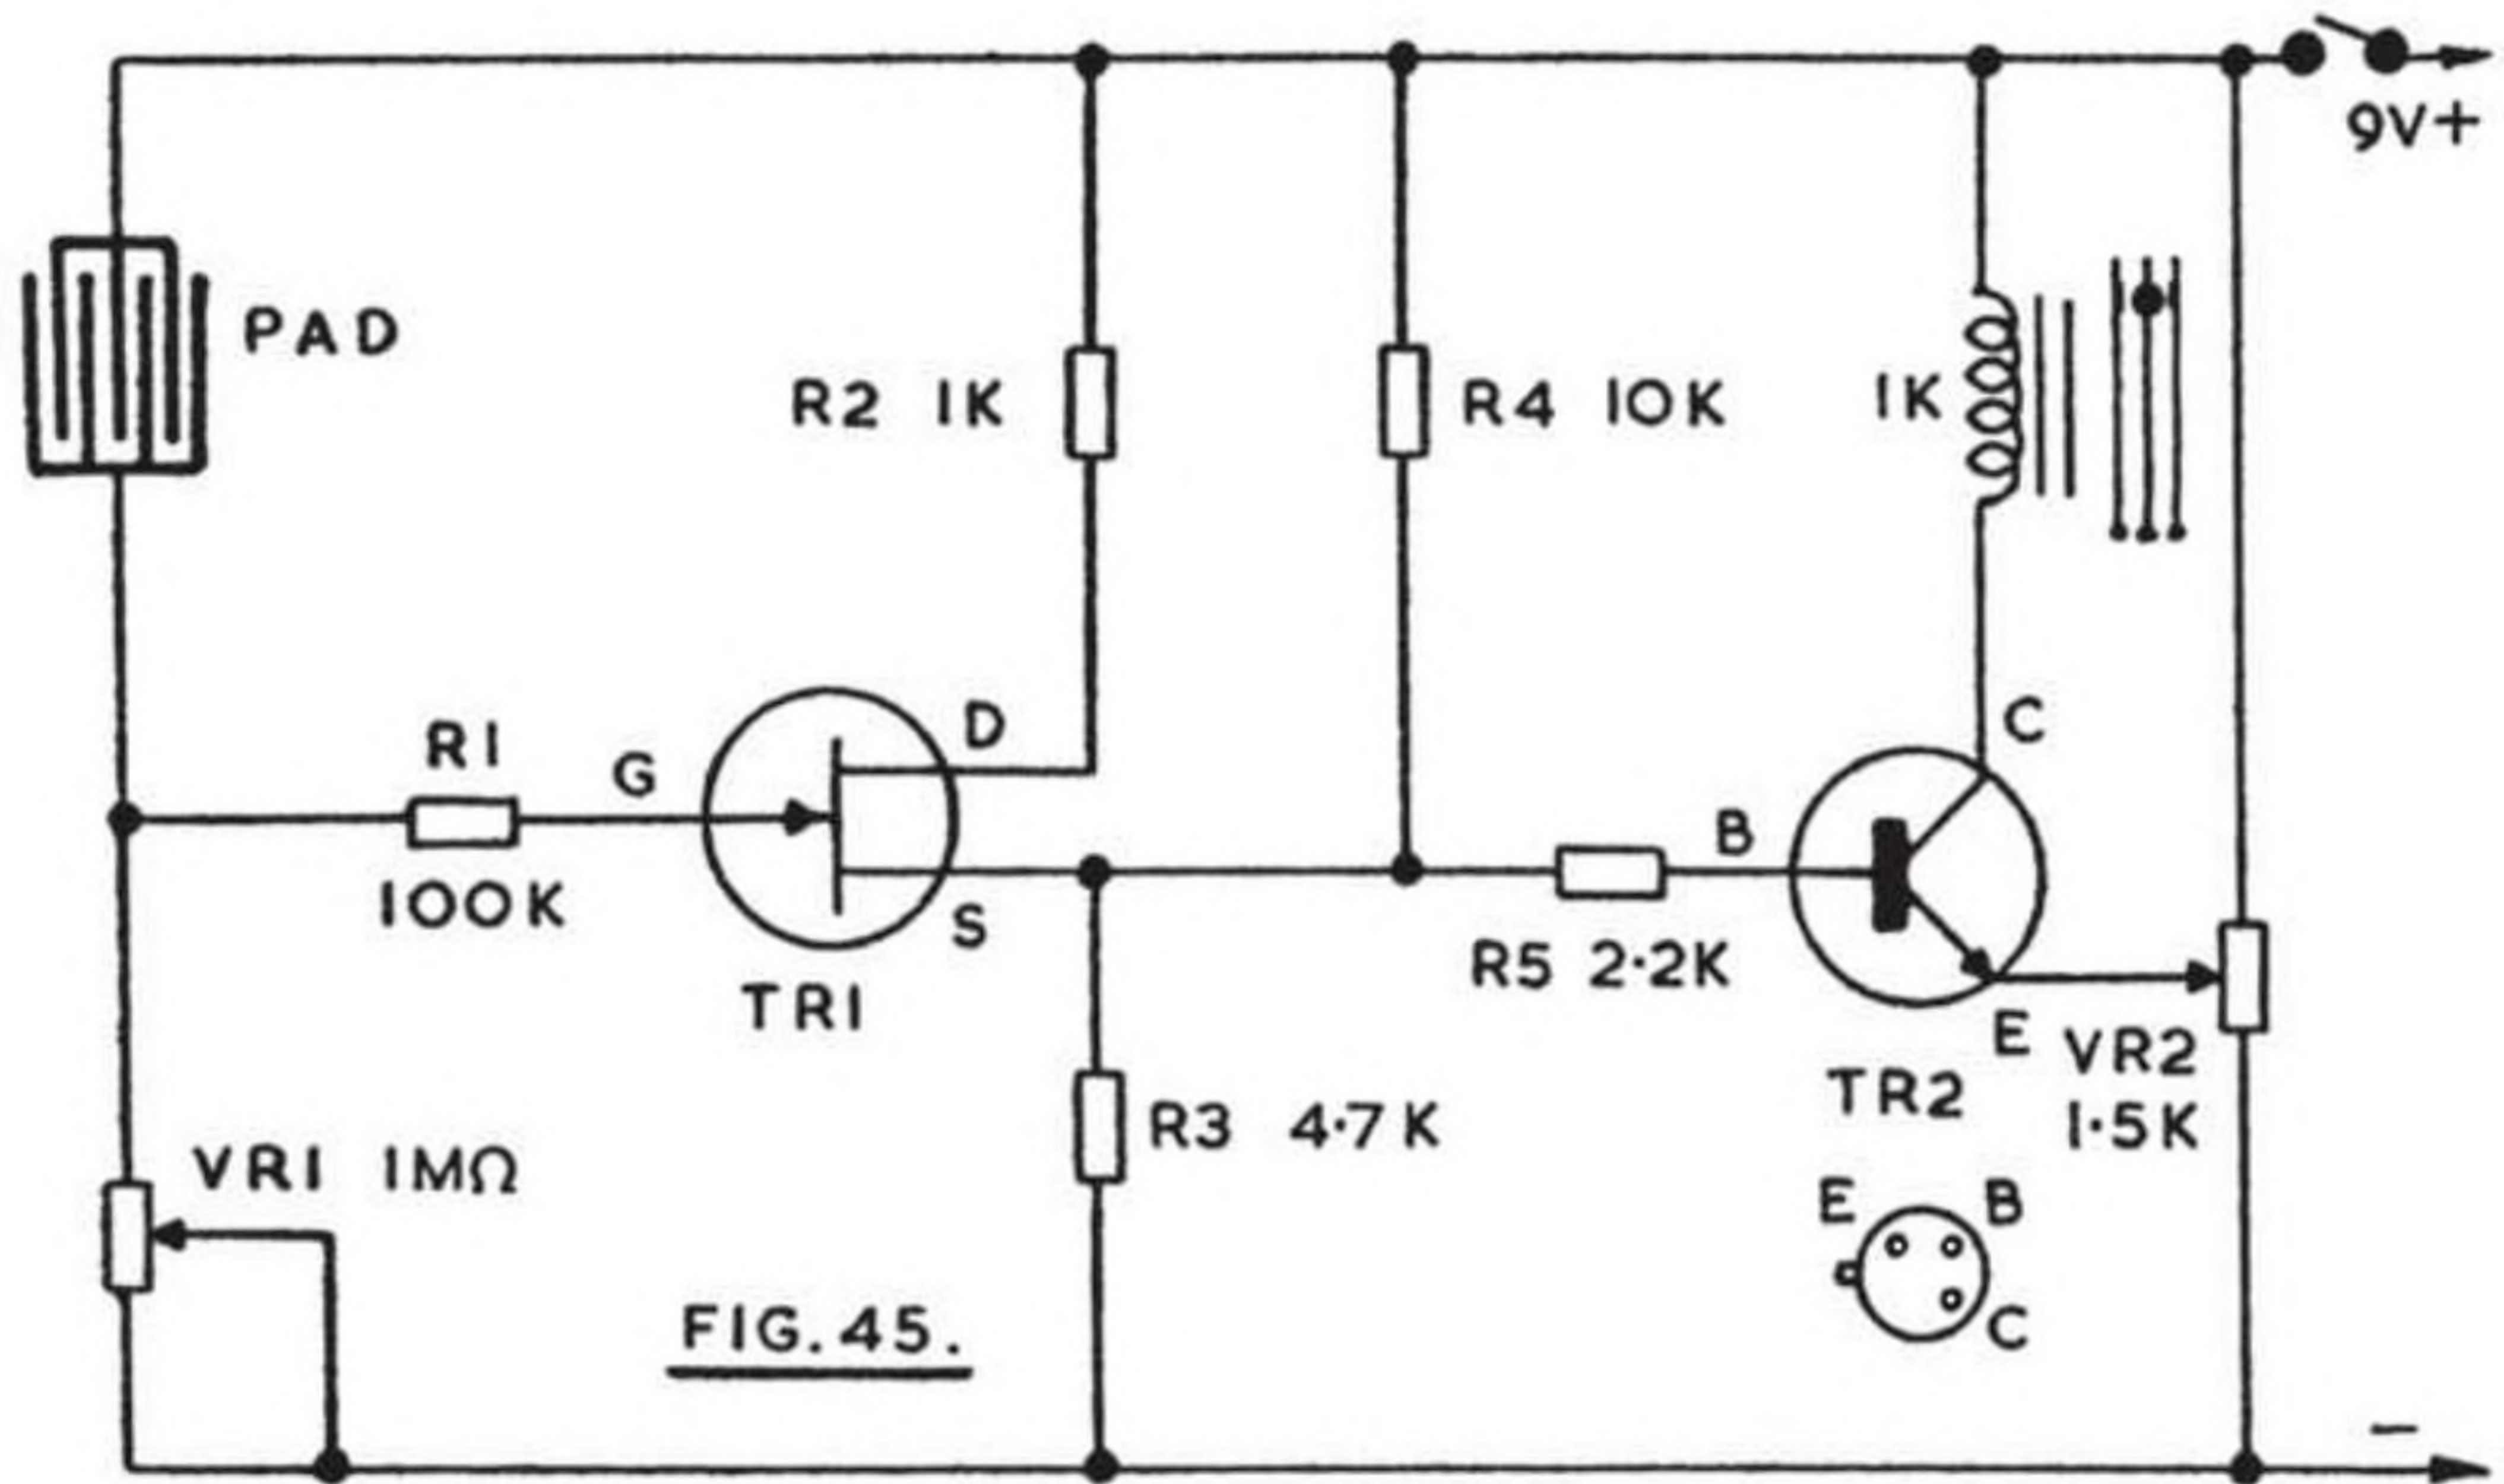 9V+
PAD
R2 1K
R4 10K
1K
R1
G
D
C
100K
B
S
R5 2·2K
TR1
E
VR2
1·5K
TR2
VR1 1MΩ
R3 4·7K
E
B
C
FIG. 45.
–